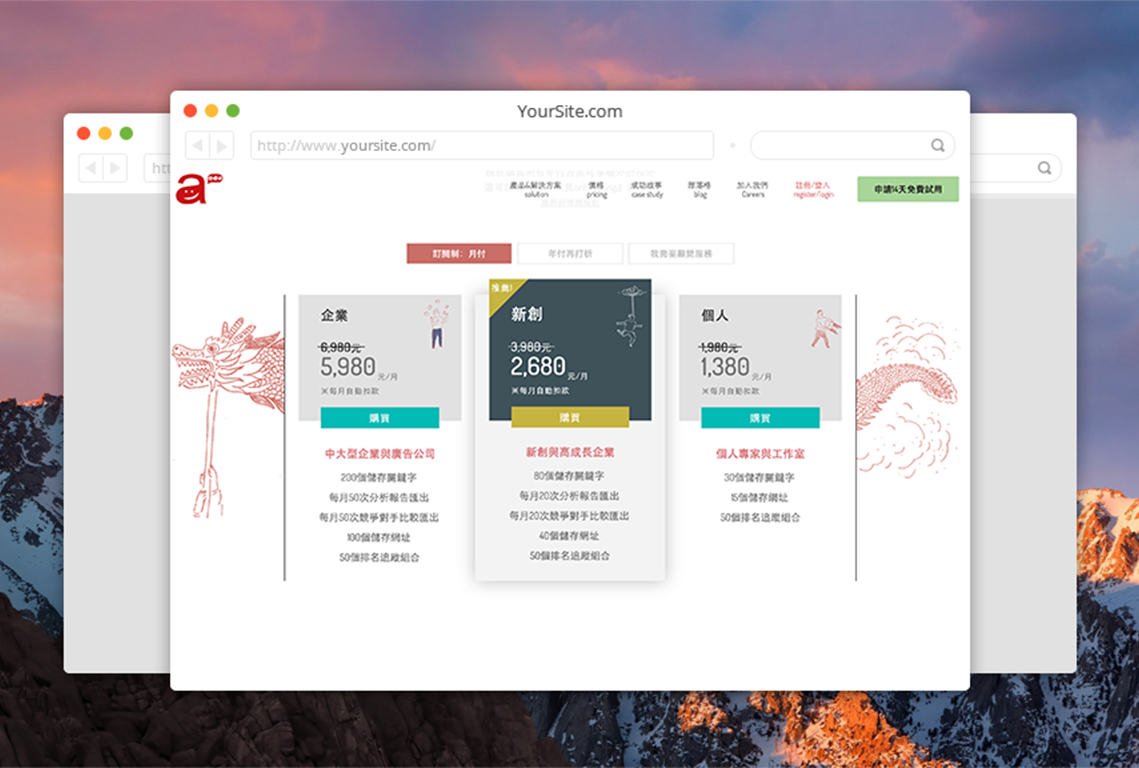 YourSite.com
http://www.yoursite.com/
htt
a
產品&解決方案
solution
價格
pricing
成功故事
case study
部落格
blog
加入我們
Careers
註冊/登入
register/login
申請14天免費試用
訂閱制：月付
年付再打折
我需要顧問服務
企業
6,980元
5,980元/月
※每月自動扣款
購買
中大型企業與廣告公司
200個儲存關鍵字
每月50次分析報告匯出
每月50次競爭對手比較匯出
100個儲存網址
50個排名追蹤組合
推薦!
新創
3,980元
2,680元/月
※每月自動扣款
購買
新創與高成長企業
80個儲存關鍵字
每月20次分析報告匯出
每月20次競爭對手比較匯出
40個儲存網址
50個排名追蹤組合
個人
1,980元
1,380元/月
※每月自動扣款
購買
個人專家與工作室
30個儲存關鍵字
15個儲存網址
50個排名追蹤組合